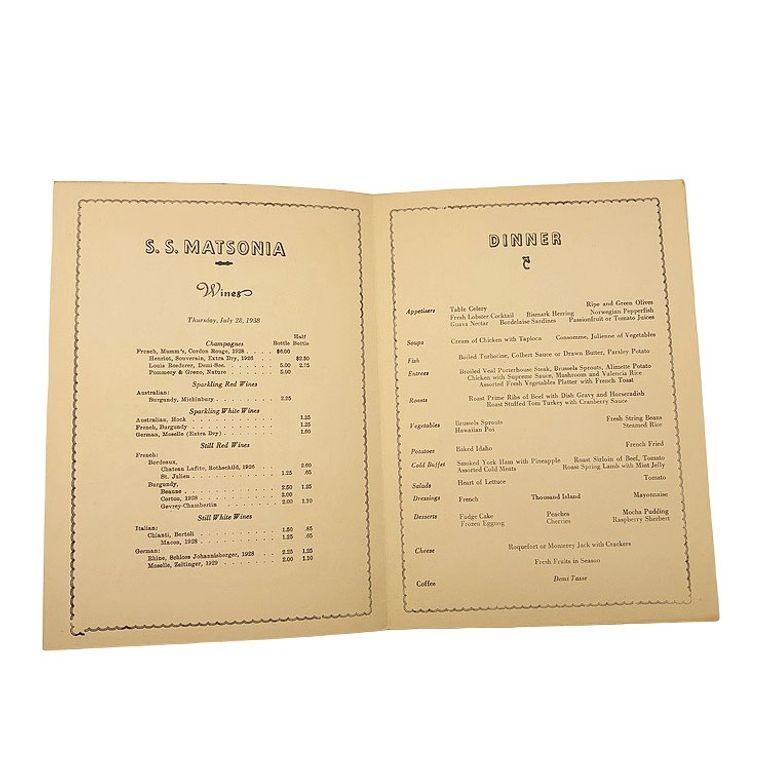 S. S. MATSONIA
Wines
Thursday, July 28, 1938
Half
Champagnes Bottle Bottle
French, Mumm's, Cordon Rouge, 1928 . . . . $6.00
Henriot, Souverain, Extra Dry, 1926 . . . . $2.50
Louis Roederer, Demi-Sec. . . . . . 5.00 2.75
Pommery & Greno, Nature . . . . . 5.00
Sparkling Red Wines
Australian:
Burgundy, Michinbury . . . . . 2.25
Sparkling White Wines
Australian, Hock . . . . . 1.25
French, Burgundy . . . . . 1.25
German, Moselle (Extra Dry) . . . . 1.60
Still Red Wines
French:
Bordeaux,
Chateau Lafite, Rothschild, 1926 . . . . 2.60
St. Julien . . . . . 1.25 .65
Burgundy,
Beaune . . . . . 2.50 1.25
Corton, 1928 . . . . . 3.00
Gevrey-Chambertin . . . . . 2.00 1.10
Still White Wines
Italian:
Chianti, Bertoli . . . . . 1.50 .85
Macon, 1928 . . . . . 1.25 .65
German:
Rhine, Schloss Johannisberger, 1928 . . . . 2.25 1.25
Moselle, Zeltinger, 1929 . . . . . 2.00 1.10
DINNER
Appetizers Table Celery Ripe and Green Olives
Fresh Lobster Cocktail Bismark Herring Norwegian Pepperfish
Guava Nectar Bordelaise Sardines Passionfruit or Tomato Juices
Soups Cream of Chicken with Tapioca Consomme, Julienne of Vegetables
Fish Boiled Turbotine, Colbert Sauce or Drawn Butter, Parsley Potato
Entrees Broiled Veal Porterhouse Steak, Brussels Sprouts, Alimette Potato
Chicken with Supreme Sauce, Mushroom and Valencia Rice
Assorted Fresh Vegetables Platter with French Toast
Roasts Roast Prime Ribs of Beef with Dish Gravy and Horseradish
Roast Stuffed Tom Turkey with Cranberry Sauce
Vegetables Brussels Sprouts Fresh String Beans
Hawaiian Poi Steamed Rice
Potatoes Baked Idaho French Fried
Cold Buffet Smoked York Ham with Pineapple Roast Sirloin of Beef, Tomato
Assorted Cold Meats Roast Spring Lamb with Mint Jelly
Salads Heart of Lettuce Tomato
Dressings French Thousand Island Mayonnaise
Desserts Fudge Cake Peaches Mocha Pudding
Frozen Eggnog Cherries Raspberry Sherbert
Cheese Roquefort or Monterey Jack with Crackers
Fresh Fruits in Season
Coffee Demi Tasse